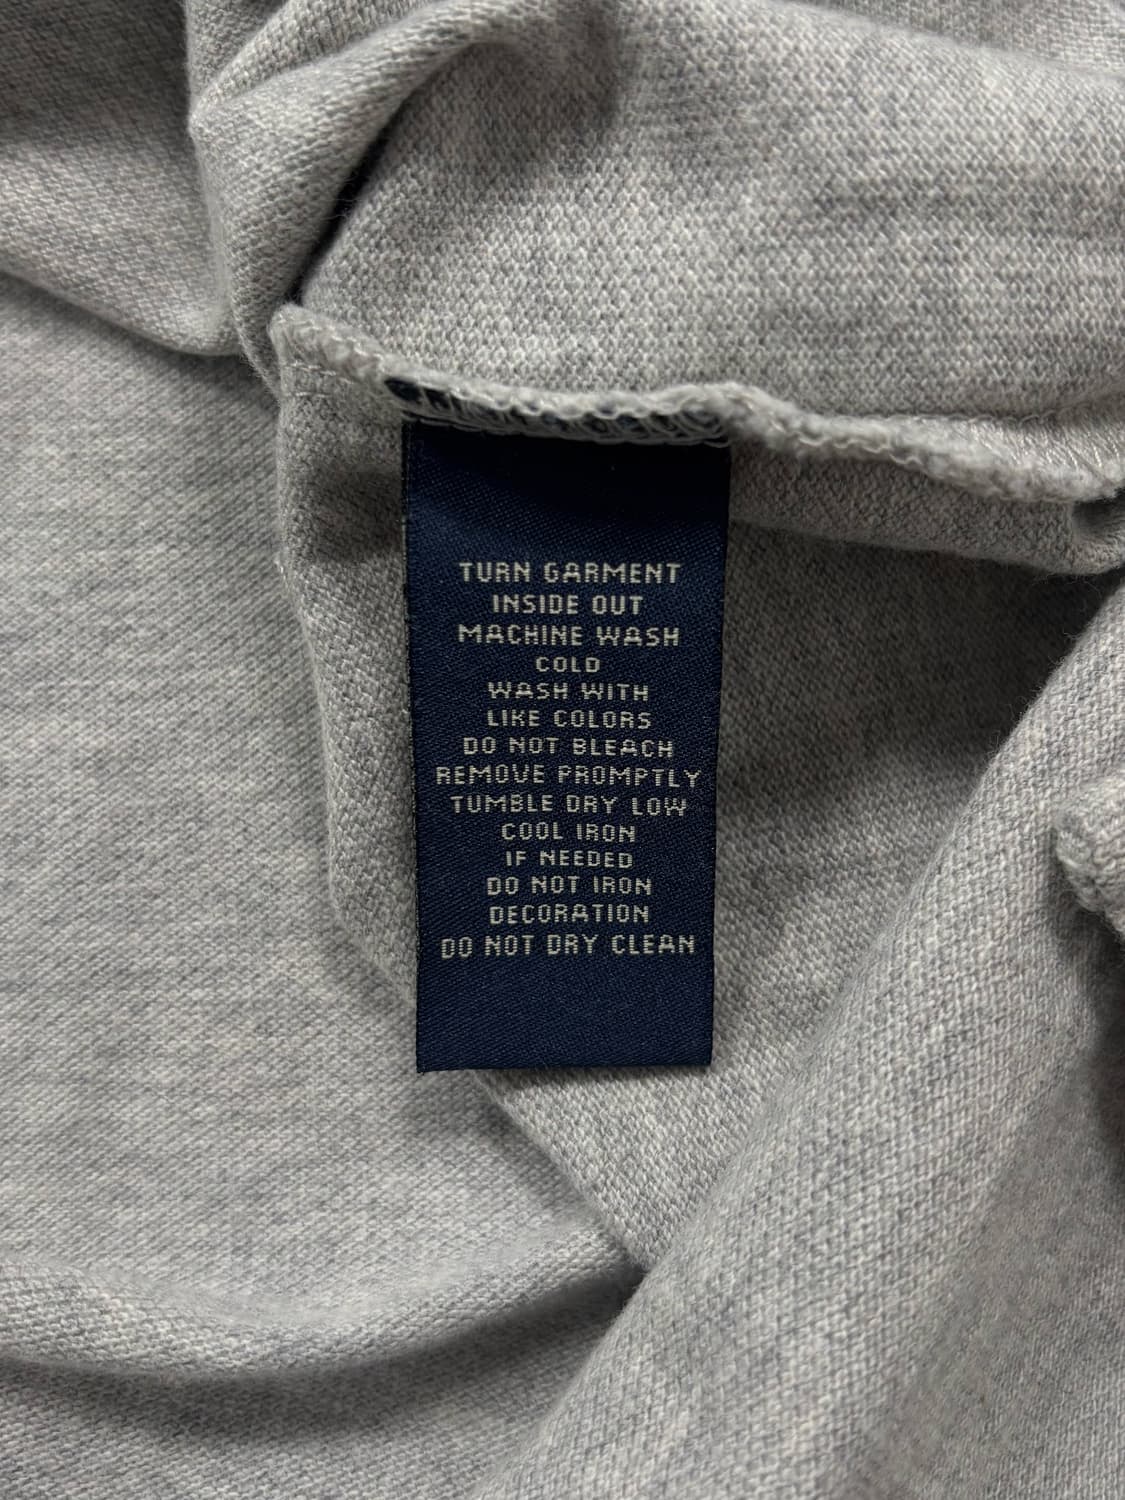 TURN GARMENT
INSIDE OUT
MACHINE WASH
COLD
WASH WITH
LIKE COLORS
DO NOT BLEACH
REMOVE PROMPTLY
TUMBLE DRY LOW
COOL IRON
IF NEEDED
DO NOT IRON
DECORATION
DO NOT DRY CLEAN